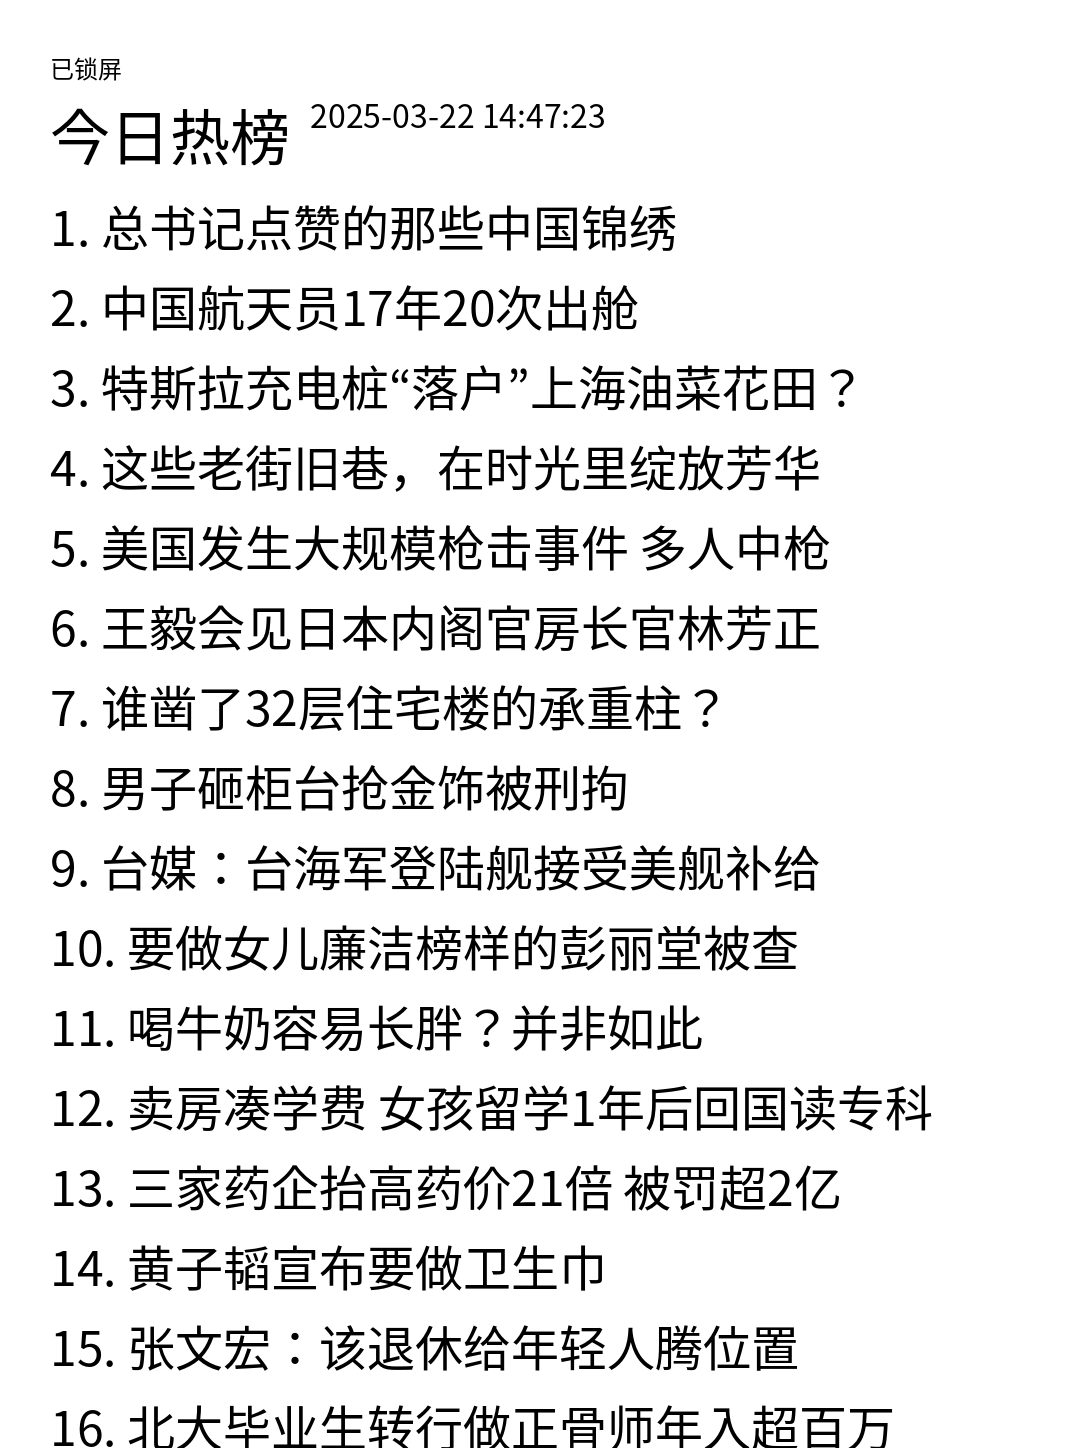 已锁屏
今日热榜 2025-03-22 14:47:23
1. 总书记点赞的那些中国锦绣
2. 中国航天员17年20次出舱
3. 特斯拉充电桩“落户”上海油菜花田？
4. 这些老街旧巷，在时光里绽放芳华
5. 美国发生大规模枪击事件 多人中枪
6. 王毅会见日本内阁官房长官林芳正
7. 谁凿了32层住宅楼的承重柱？
8. 男子砸柜台抢金饰被刑拘
9. 台媒：台海军登陆舰接受美舰补给
10. 要做女儿廉洁榜样的彭丽堂被查
11. 喝牛奶容易长胖？并非如此
12. 卖房凑学费 女孩留学1年后回国读专科
13. 三家药企抬高药价21倍 被罚超2亿
14. 黄子韬宣布要做卫生巾
15. 张文宏：该退休给年轻人腾位置
16. 北大毕业生转行做正骨师年入超百万